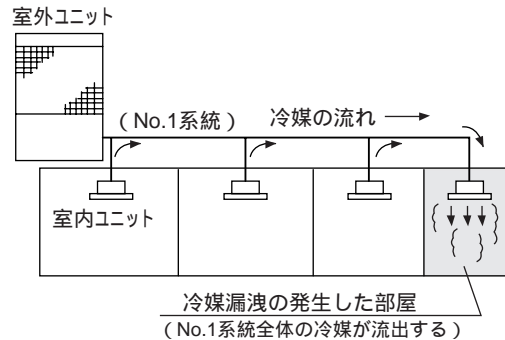 室外ユニット
（No.1系統）
冷媒の流れ
室内ユニット
冷媒漏洩の発生した部屋
（No.1系統全体の冷媒が流出する）